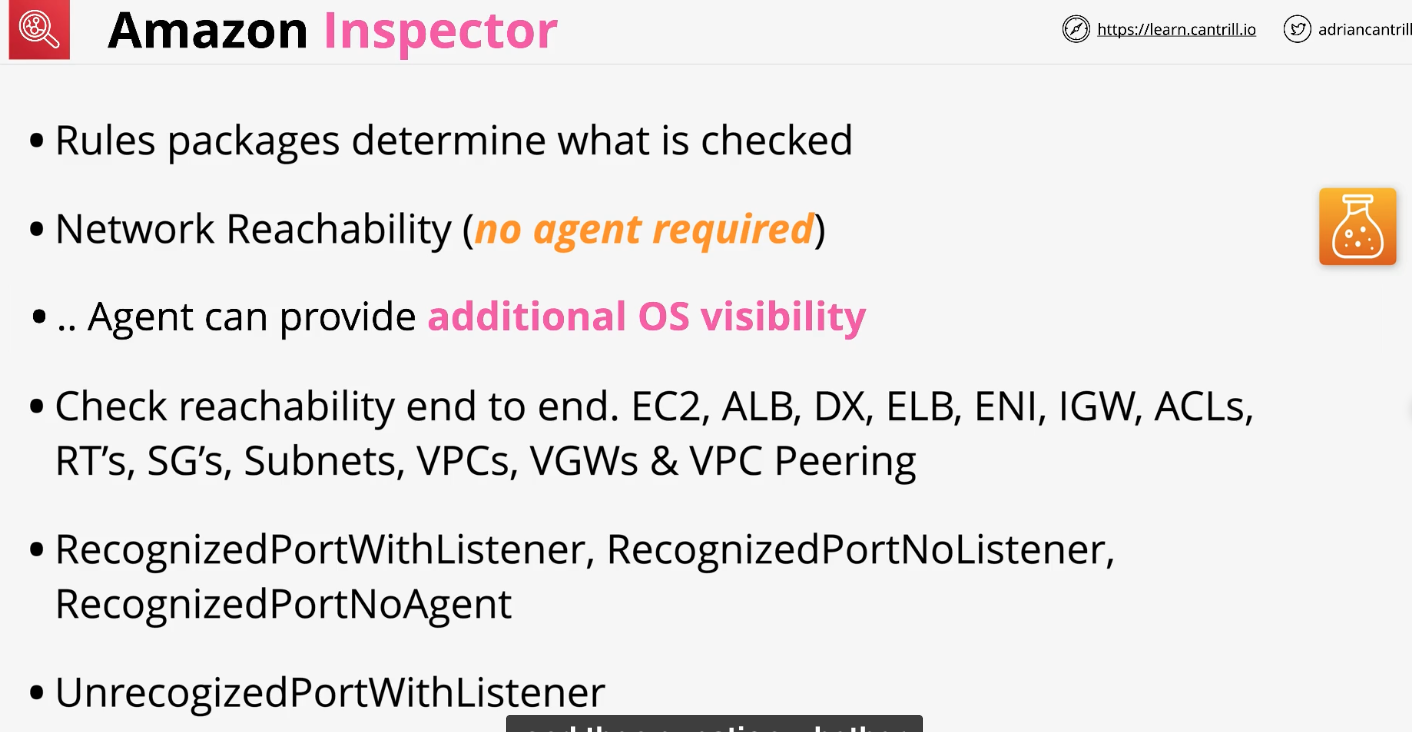 Amazon Inspector
https://learn.cantrill.io
adriancantrill
• Rules packages determine what is checked
• Network Reachability (no agent required)
• .. Agent can provide additional OS visibility
• Check reachability end to end. EC2, ALB, DX, ELB, ENI, IGW, ACLs,
RT’s, SG’s, Subnets, VPCs, VGWs & VPC Peering
• RecognizedPortWithListener, RecognizedPortNoListener,
RecognizedPortNoAgent
• UnrecogizedPortWithListener